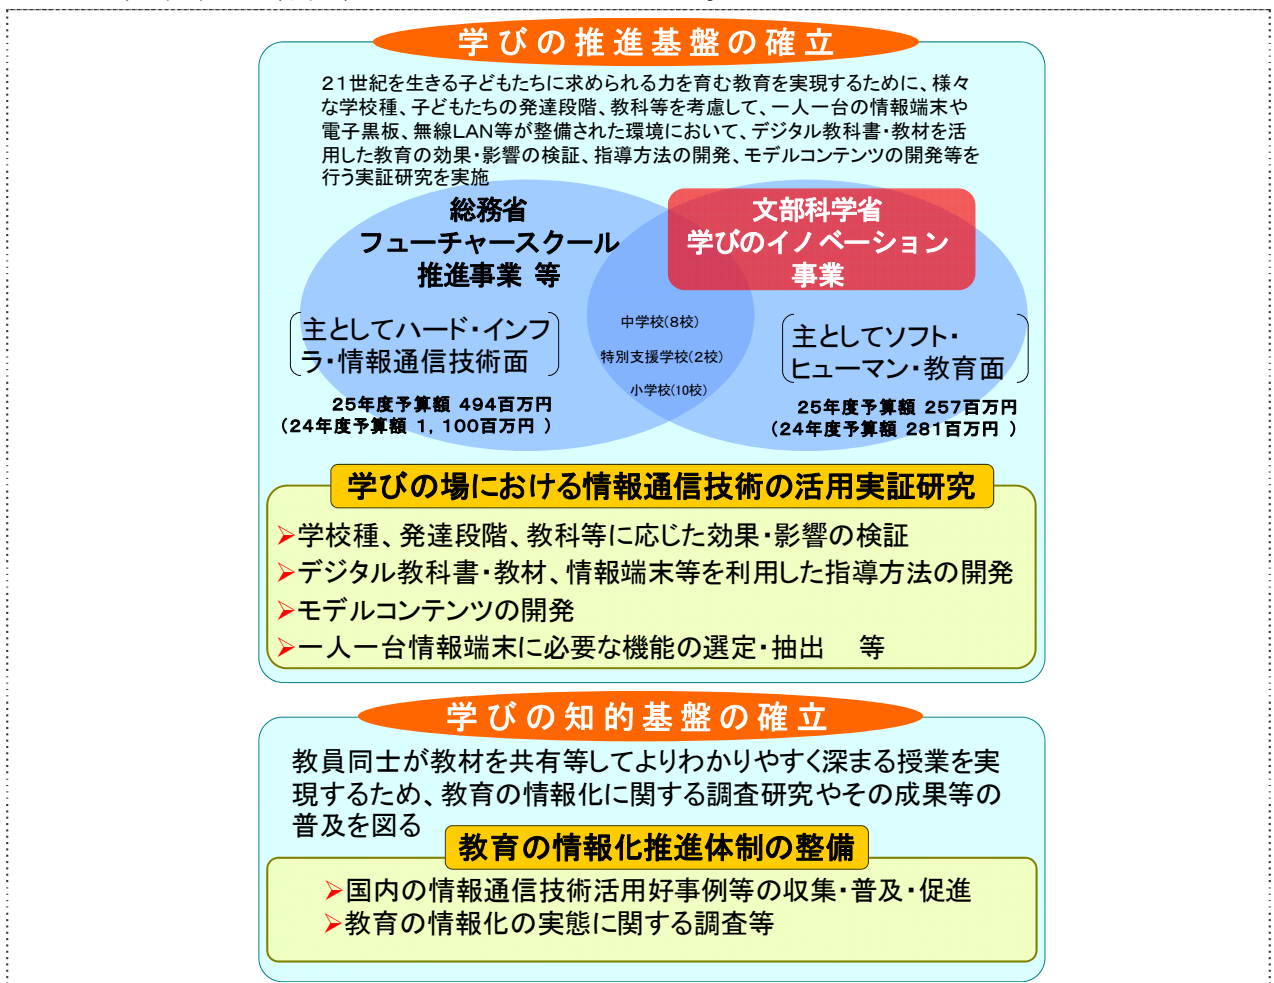 学びの推進基盤の確立
21世紀を生きる子どもたちに求められる力を育む教育を実現するために、様々
な学校種、子どもたちの発達段階、教科等を考慮して、一人一台の情報端末や
電子黒板、無線LAN等が整備された環境において、デジタル教科書・教材を活
用した教育の効果・影響の検証、指導方法の開発、モデルコンテンツの開発等を
行う実証研究を実施
総務省
フューチャースクール
推進事業 等
文部科学省
学びのイノベーション
事業
主としてハード・インフ
ラ・情報通信技術面
中学校(8校)
特別支援学校(2校)
小学校(10校)
主としてソフト・
ヒューマン・教育面
25年度予算額 494百万円
(24年度予算額 1,100百万円 )
25年度予算額 257百万円
(24年度予算額 281百万円 )
学びの場における情報通信技術の活用実証研究
➢学校種、発達段階、教科等に応じた効果・影響の検証
➢デジタル教科書・教材、情報端末等を利用した指導方法の開発
➢モデルコンテンツの開発
➢一人一台情報端末に必要な機能の選定・抽出 等
学びの知的基盤の確立
教員同士が教材を共有等してよりわかりやすく深まる授業を実
現するため、教育の情報化に関する調査研究やその成果等の
普及を図る
教育の情報化推進体制の整備
➢国内の情報通信技術活用好事例等の収集・普及・促進
➢教育の情報化の実態に関する調査等